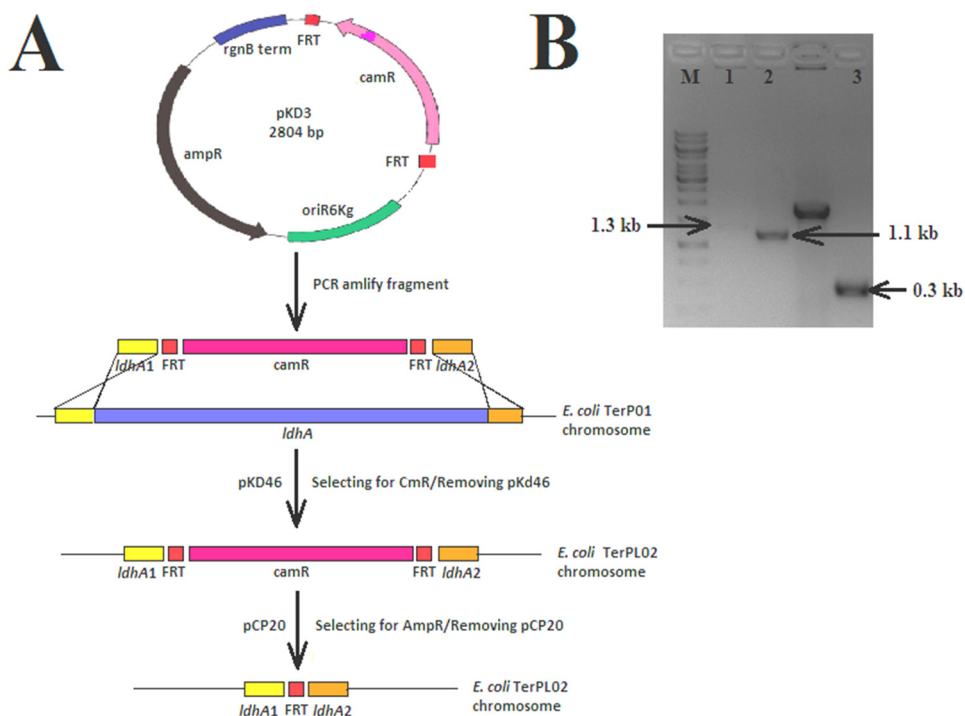 A
rgnB term
FRT
camR
pKD3
2804 bp
ampR
FRT
oriR6Kg
PCR amlify fragment
ldhA1
FRT
camR
FRT
ldhA2
ldhA
E. coli TerP01
chromosome
pKD46
Selecting for CmR/Removing pKd46
ldhA1
FRT
camR
FRT
ldhA2
E. coli TerPL02
chromosome
pCP20
Selecting for AmpR/Removing pCP20
ldhA1
FRT
ldhA2
E. coli TerPL02
chromosome
B
M
1
2
3
1.3 kb
1.1 kb
0.3 kb